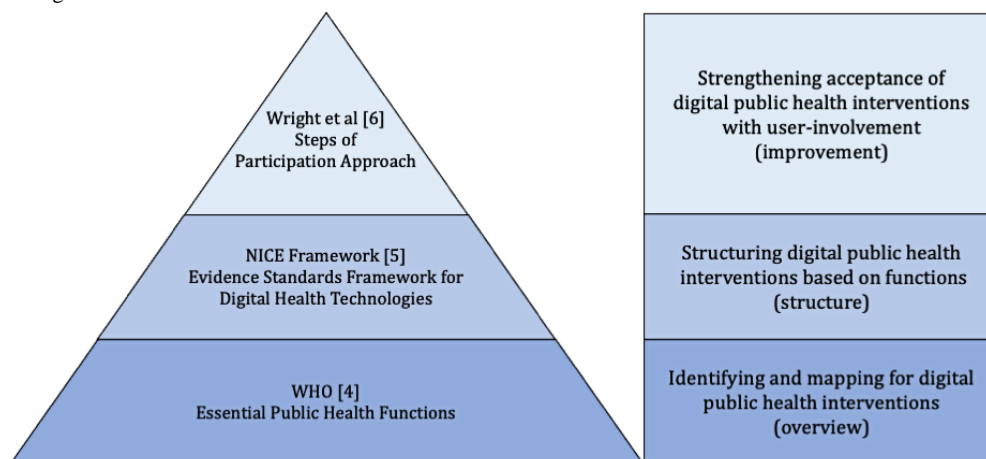 Wright et al [6]
Steps of
Participation Approach
Strengthening acceptance of
digital public health interventions
with user-involvement
(improvement)
NICE Framework [5]
Evidence Standards Framework for
Digital Health Technologies
Structuring digital public health
interventions based on functions
(structure)
WHO [4]
Essential Public Health Functions
Identifying and mapping for digital
public health interventions
(overview)